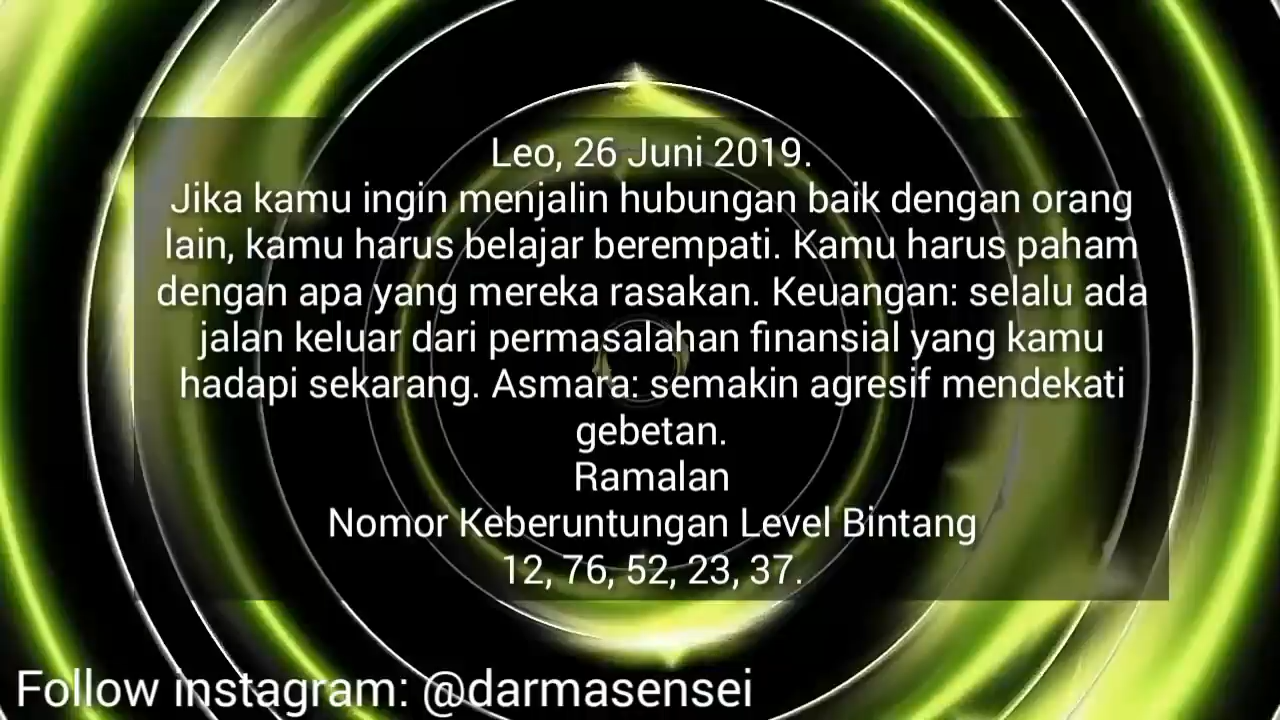 Leo, 26 Juni 2019.
Jika kamu ingin menjalin hubungan baik dengan orang
lain, kamu harus belajar berempati. Kamu harus paham
dengan apa yang mereka rasakan. Keuangan: selalu ada
jalan keluar dari permasalahan finansial yang kamu
hadapi sekarang. Asmara: semakin agresif mendekati
gebetan.
Ramalan
Nomor Keberuntungan Level Bintang
12, 76, 52, 23, 37.
Follow instagram: @darmasensei